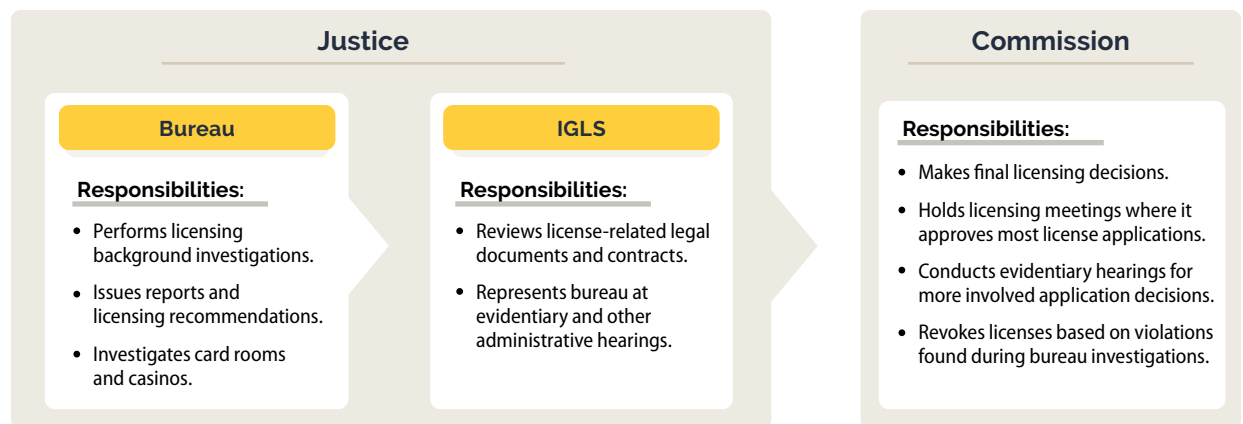 Justice
Bureau
Responsibilities:
• Performs licensing
background investigations.
• Issues reports and
licensing recommendations.
• Investigates card rooms
and casinos.
IGLS
Responsibilities:
• Reviews license-related legal
documents and contracts.
• Represents bureau at
evidentiary and other
administrative hearings.
Commission
Responsibilities:
• Makes final licensing decisions.
• Holds licensing meetings where it
approves most license applications.
• Conducts evidentiary hearings for
more involved application decisions.
• Revokes licenses based on violations
found during bureau investigations.